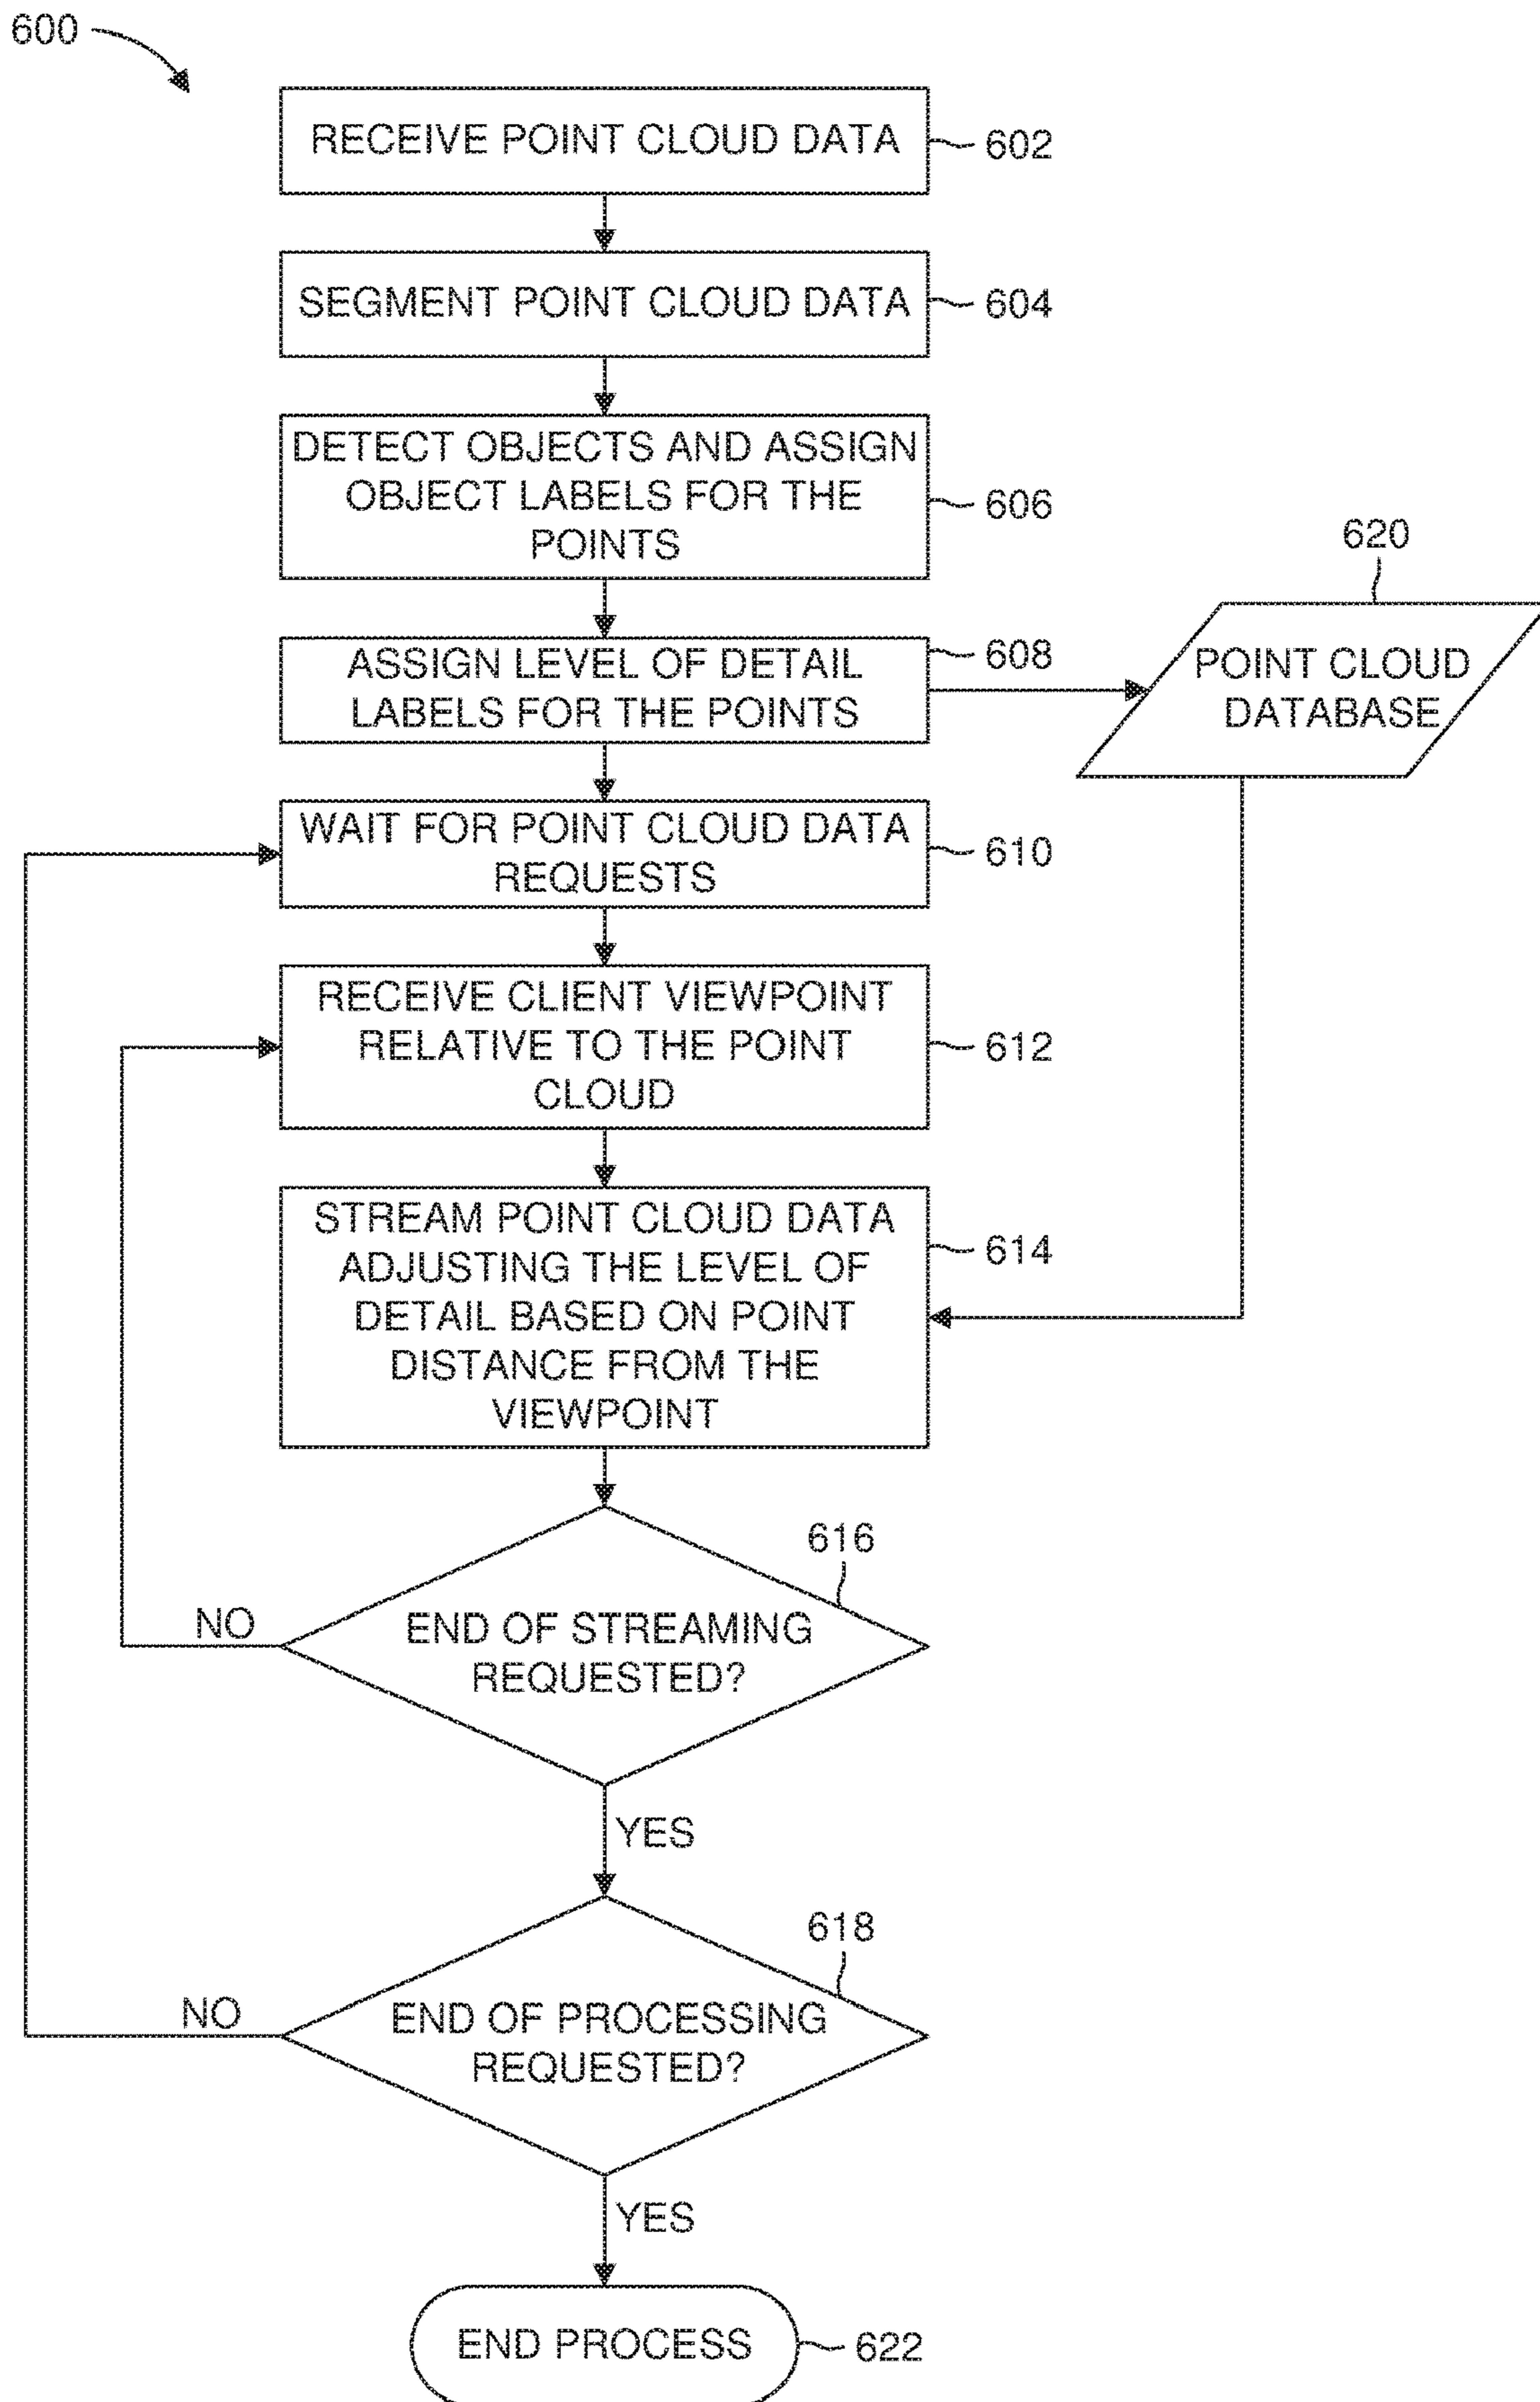 600
RECEIVE POINT CLOUD DATA
602
SEGMENT POINT CLOUD DATA
604
DETECT OBJECTS AND ASSIGN
OBJECT LABELS FOR THE
POINTS
606
620
ASSIGN LEVEL OF DETAIL
LABELS FOR THE POINTS
608
POINT CLOUD
DATABASE
WAIT FOR POINT CLOUD DATA
REQUESTS
610
RECEIVE CLIENT VIEWPOINT
RELATIVE TO THE POINT
CLOUD
612
STREAM POINT CLOUD DATA
ADJUSTING THE LEVEL OF
DETAIL BASED ON POINT
DISTANCE FROM THE
VIEWPOINT
614
616
NO
END OF STREAMING
REQUESTED?
YES
618
NO
END OF PROCESSING
REQUESTED?
YES
END PROCESS
622